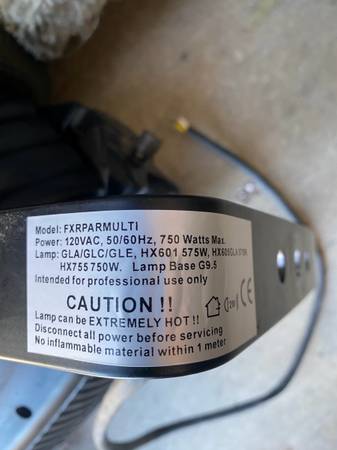 Model: FXRPARMULTI
Power: 120VAC, 50/60Hz, 750 Watts Max.
Lamp: GLA/GLC/GLE, HX601 575W,
HX755 750W. Lamp Base G9.5
Intended for professional use only
CAUTION !!
Lamp can be EXTREMELY HOT !!
Disconnect all power before servicing
No inflammable material within 1 meter
CE